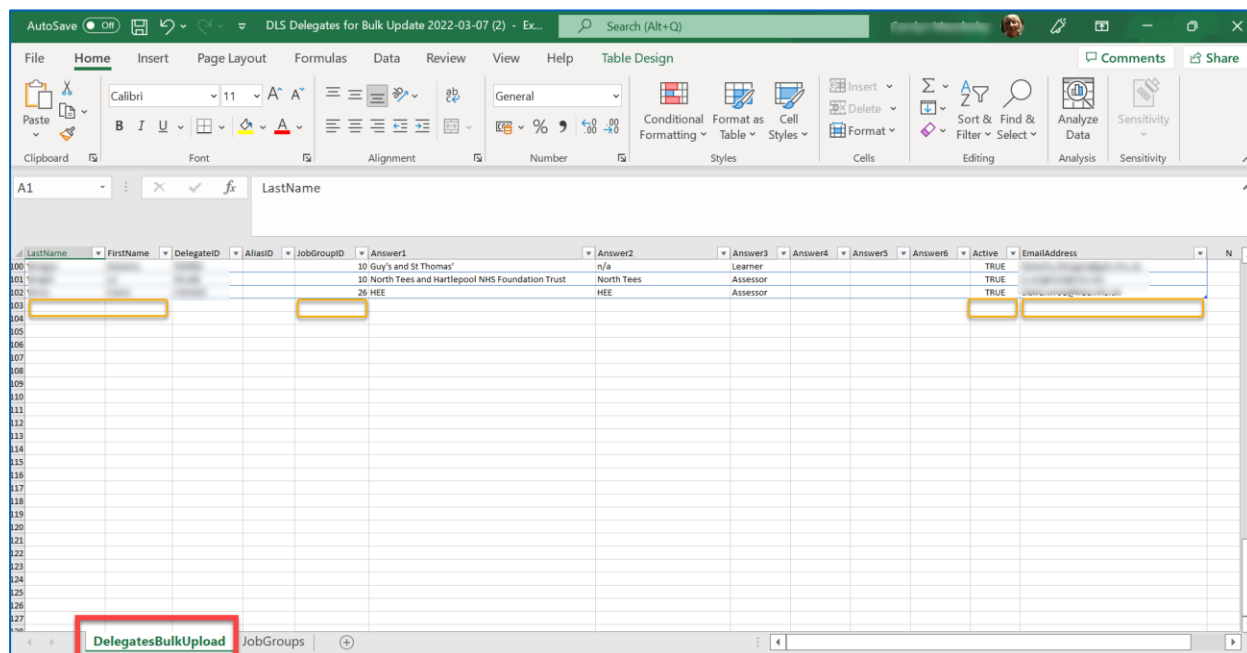 AutoSave Off DLS Delegates for Bulk Update 2022-03-07 (2) - Ex... Search (Alt+Q)
File Home Insert Page Layout Formulas Data Review View Help Table Design Comments Share
Calibri 11 A^ A˅ ab General Insert
Paste B I U A % 9 Conditional Format as Cell Delete Sort & Find & Analyze Sensitivity
Formatting Table Styles Format Filter Select Data
Clipboard Font Alignment Number Styles Cells Editing Analysis Sensitivity
A1 fx LastName
LastName FirstName DelegateID AliasID JobGroupID Answer1 Answer2 Answer3 Answer4 Answer5 Answer6 Active EmailAddress N
100 10 Guy's and St Thomas' n/a Learner TRUE
101 10 North Tees and Hartlepool NHS Foundation Trust North Tees Assessor TRUE
102 26 HEE HEE Assessor TRUE
103
104
105
106
107
108
109
110
111
112
113
114
115
116
117
118
119
120
121
122
123
124
125
126
127
DelegatesBulkUpload JobGroups